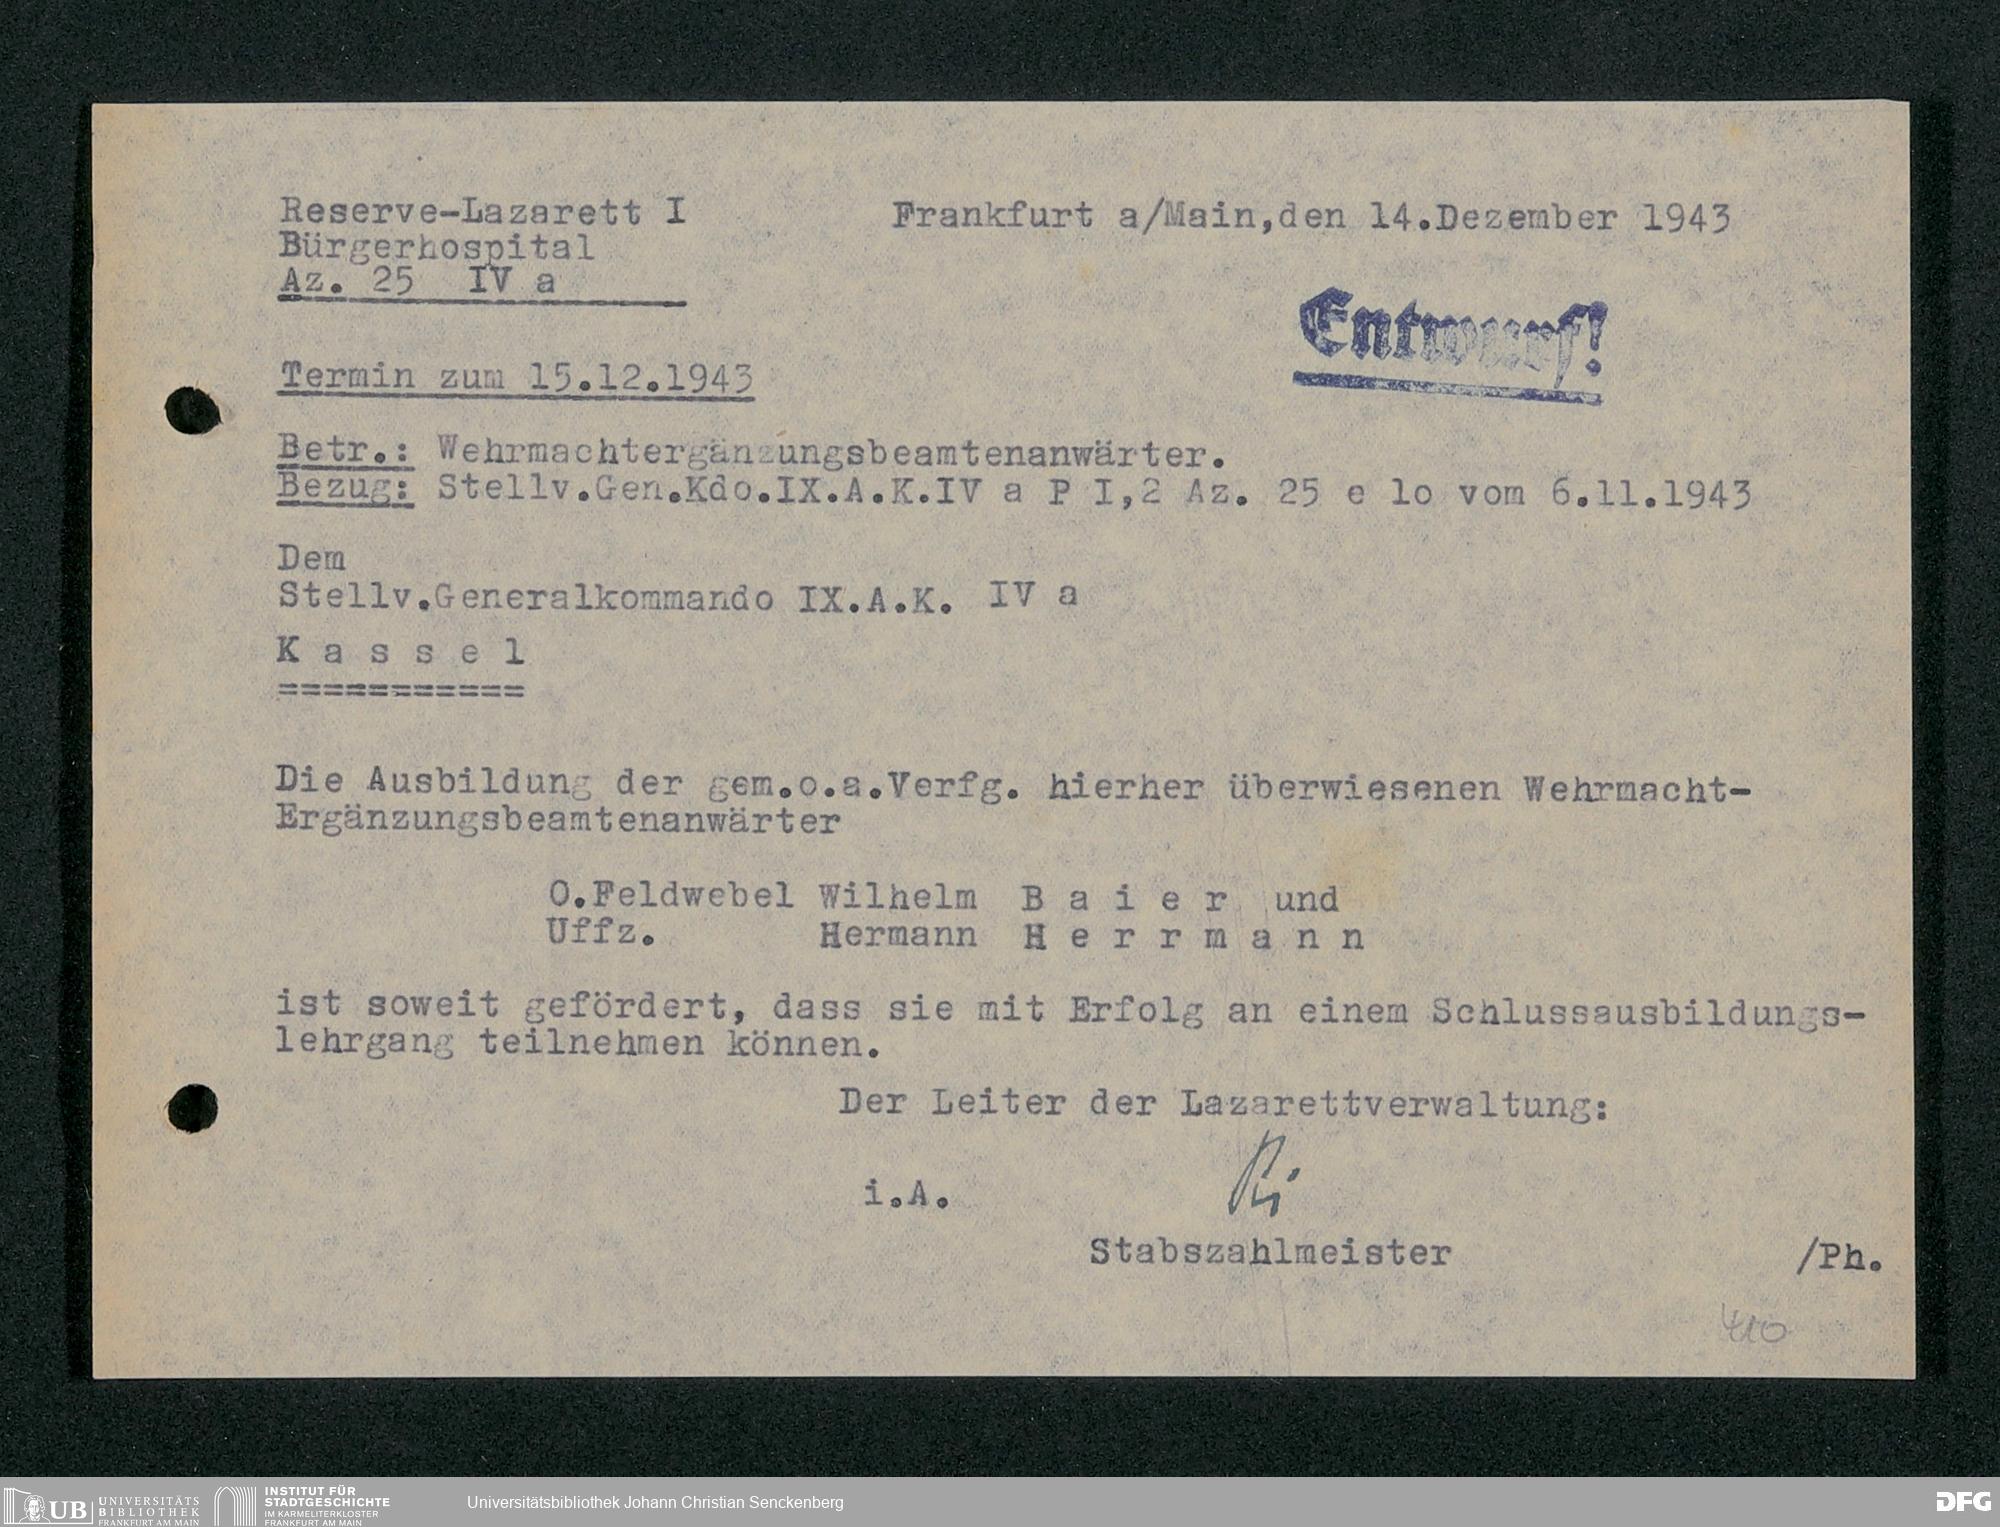 Reserve-Lazarett I
Bürgerhospital
Az. 25 IV a
Frankfurt a/Main,den 14.Dezember 1943
Entwurf!
Termin zum 15.12.1943
Betr.: Wehrmachtergänzungsbeamtenanwärter.
Bezug: Stellv.Gen.Kdo.IX.A.K.IV a P I,2 Az. 25 e lo vom 6.11.1943
Dem
Stellv.Generalkommando IX.A.K. IV a
K a s s e l
===========
Die Ausbildung der gem.o.a.Verfg. hierher überwiesenen Wehrmacht-
Ergänzungsbeamtenanwärter
O.Feldwebel Wilhelm B a i e r und
Uffz. Hermann H e r r m a n n
ist soweit gefördert, dass sie mit Erfolg an einem Schlussausbildungs-
lehrgang teilnehmen können.
Der Leiter der Lazarettverwaltung:
i.A.
Stabszahlmeister /Ph.
410
UB UNIVERSITÄTS
BIBLIOTHEK
FRANKFURT AM MAIN
INSTITUT FÜR
STADTGESCHICHTE
IM KARMELITERKLOSTER
FRANKFURT AM MAIN
Universitätsbibliothek Johann Christian Senckenberg
DFG